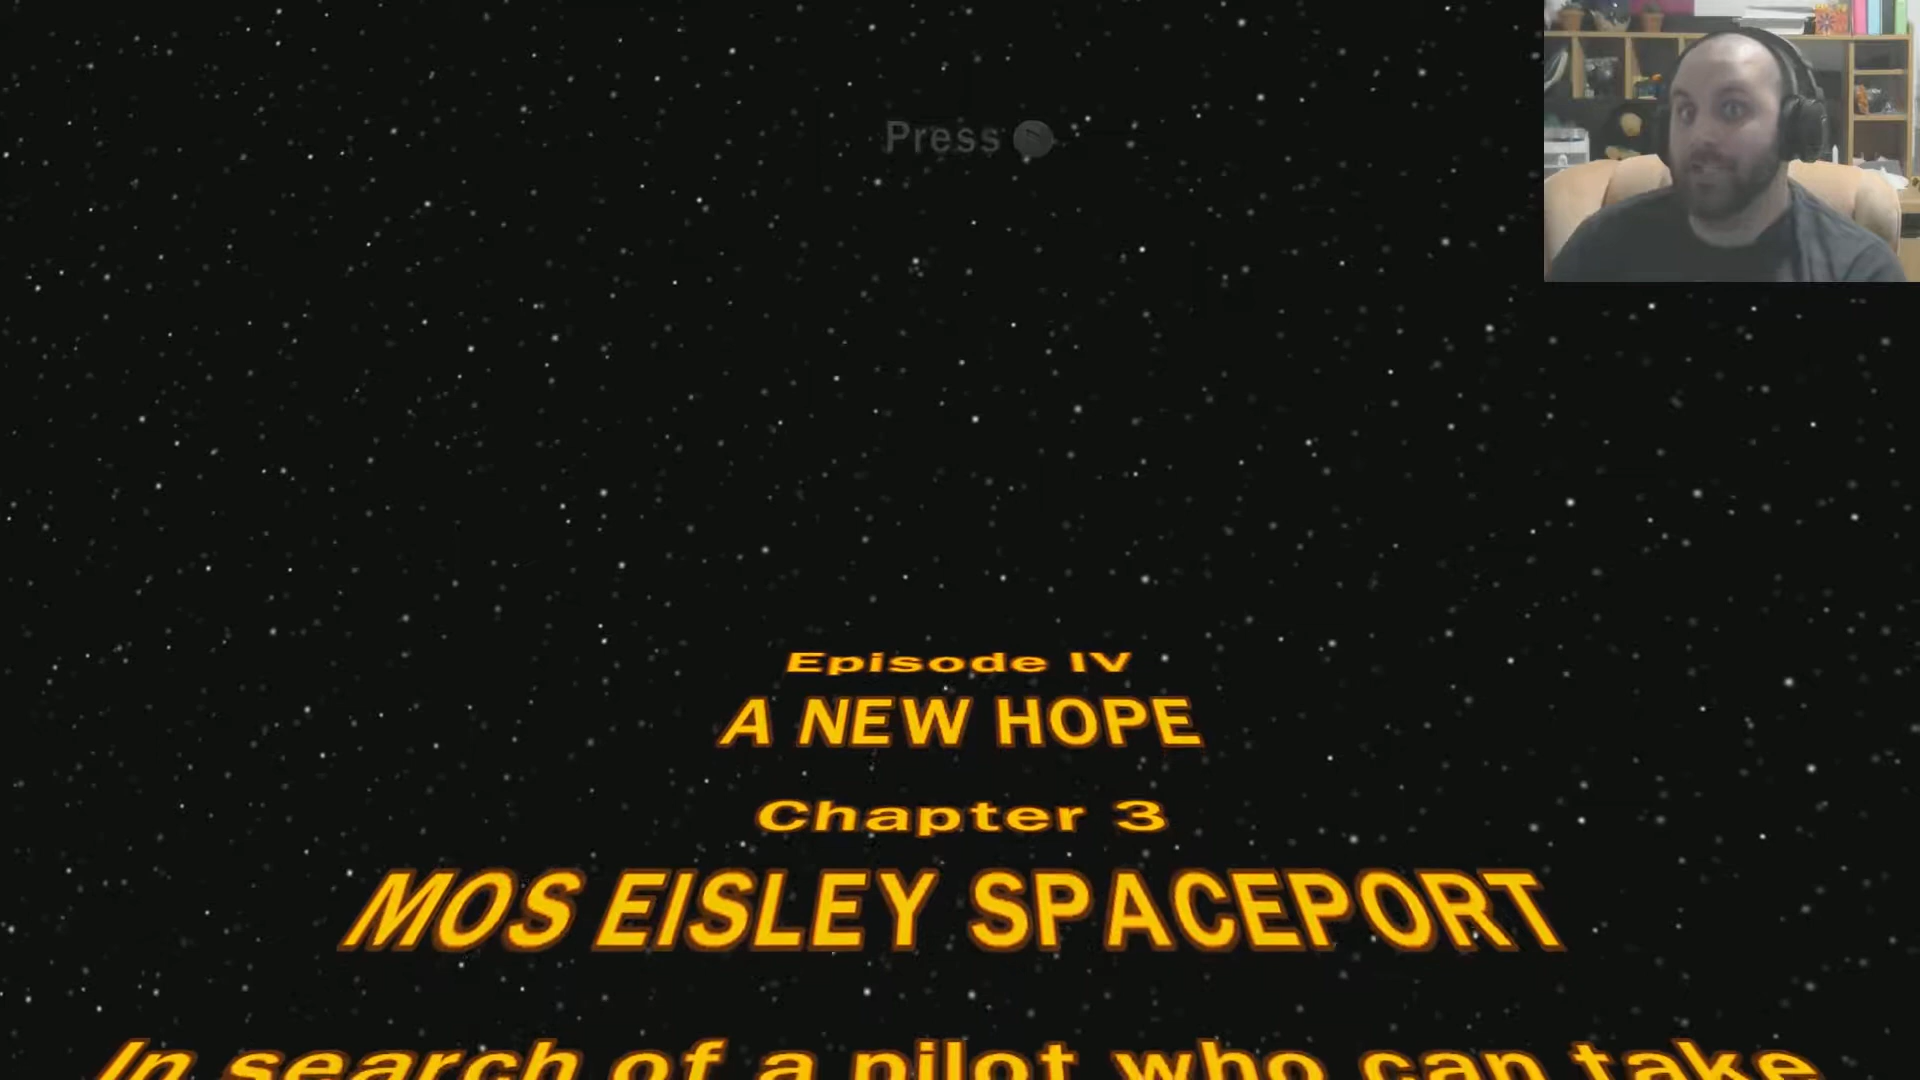 Press
Episode IV
A NEW HOPE
Chapter 3
MOS EISLEY SPACEPORT
In search of a pilot who can take